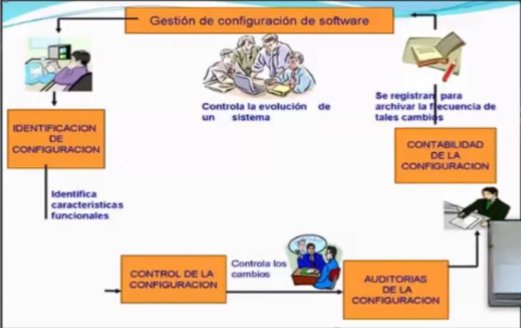 Gestión de configuración de software
Controla la evolución de
un sistema
Se registran para
archivar la frecuencia de
tales cambios
IDENTIFICACION
DE
CONFIGURACION
CONTABILIDAD
DE LA
CONFIGURACION
Identifica
caracteristicas
funcionales
CONTROL DE LA
CONFIGURACION
Controla los
cambios
AUDITORIAS
DE LA
CONFIGURACION